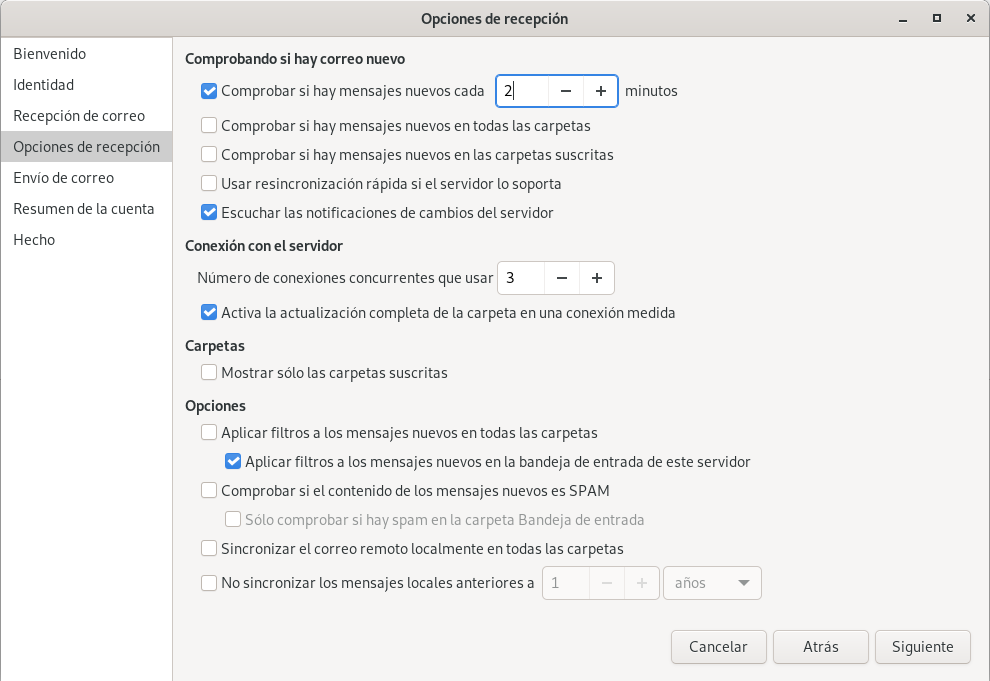 Opciones de recepción
Bienvenido
Identidad
Recepción de correo
Opciones de recepción
Envío de correo
Resumen de la cuenta
Hecho
Comprobando si hay correo nuevo
Comprobar si hay mensajes nuevos cada 2 minutos
Comprobar si hay mensajes nuevos en todas las carpetas
Comprobar si hay mensajes nuevos en las carpetas suscritas
Usar resincronización rápida si el servidor lo soporta
Escuchar las notificaciones de cambios del servidor
Conexión con el servidor
Número de conexiones concurrentes que usar 3
Activa la actualización completa de la carpeta en una conexión medida
Carpetas
Mostrar sólo las carpetas suscritas
Opciones
Aplicar filtros a los mensajes nuevos en todas las carpetas
Aplicar filtros a los mensajes nuevos en la bandeja de entrada de este servidor
Comprobar si el contenido de los mensajes nuevos es SPAM
Sólo comprobar si hay spam en la carpeta Bandeja de entrada
Sincronizar el correo remoto localmente en todas las carpetas
No sincronizar los mensajes locales anteriores a 1 años
Cancelar Atrás Siguiente